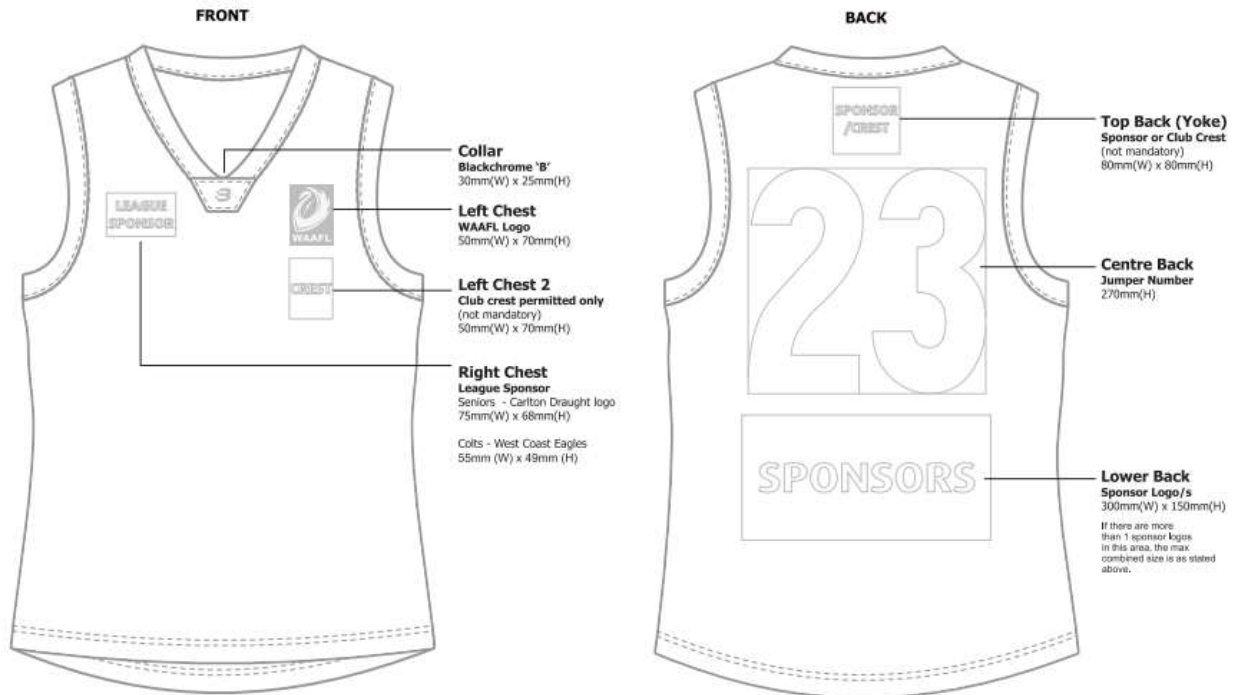 FRONT
LEAGUE
SPONSOR
B
WAAFL
CREST
Collar
Blackchrome 'B'
30mm(W) x 25mm(H)
Left Chest
WAAFL Logo
50mm(W) x 70mm(H)
Left Chest 2
Club crest permitted only
(not mandatory)
50mm(W) x 70mm(H)
Right Chest
League Sponsor
Seniors - Carlton Draught logo
75mm(W) x 68mm(H)
Colts - West Coast Eagles
55mm (W) x 49mm (H)
BACK
SPONSOR
/CREST
23
SPONSORS
Top Back (Yoke)
Sponsor or Club Crest
(not mandatory)
80mm(W) x 80mm(H)
Centre Back
Jumper Number
270mm(H)
Lower Back
Sponsor Logo/s
300mm(W) x 150mm(H)
If there are more
than 1 sponsor logos
in this area, the max
combined size is as stated
above.